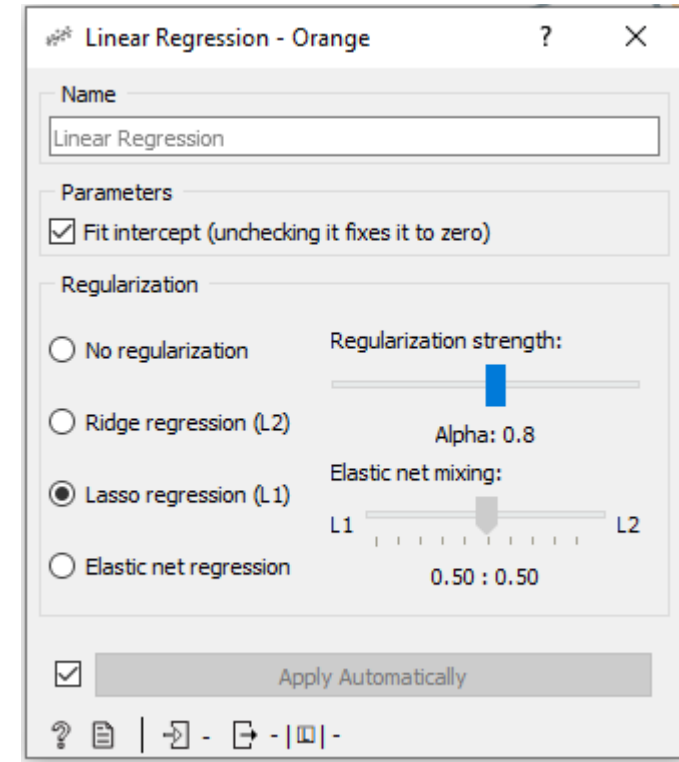 Linear Regression - Orange ? ×
Name
Linear Regression
Parameters
Fit intercept (unchecking it fixes it to zero)
Regularization
No regularization
Ridge regression (L2)
Lasso regression (L1)
Elastic net regression
Regularization strength:
Alpha: 0.8
Elastic net mixing:
L1 L2
0.50 : 0.50
Apply Automatically
? | - - | | -